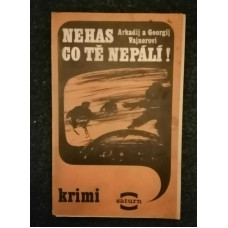 NEHAS
Arkadij a Georgij
Vajnerovi
CO TĚ NEPÁLÍ!
krimi
saturn